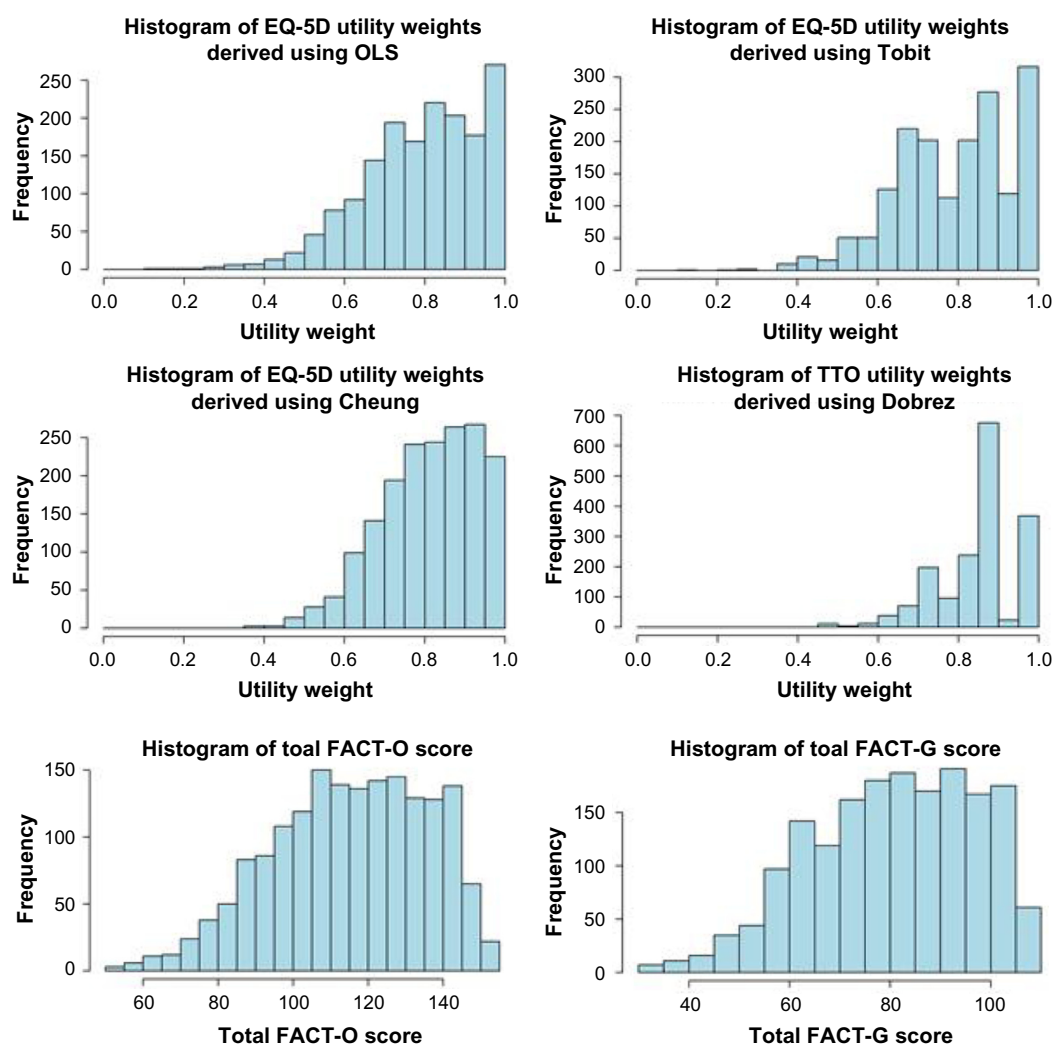 Histogram of EQ-5D utility weights
derived using OLS
Frequency
250
200
150
100
50
0
0.0 0.2 0.4 0.6 0.8 1.0
Utility weight
Histogram of EQ-5D utility weights
derived using Tobit
Frequency
300
250
200
150
100
50
0
0.0 0.2 0.4 0.6 0.8 1.0
Utility weight
Histogram of EQ-5D utility weights
derived using Cheung
Frequency
250
200
150
100
50
0
0.0 0.2 0.4 0.6 0.8 1.0
Utility weight
Histogram of TTO utility weights
derived using Dobrez
Frequency
700
600
500
400
300
200
100
0
0.0 0.2 0.4 0.6 0.8 1.0
Utility weight
Histogram of toal FACT-O score
Frequency
150
100
50
0
60 80 100 120 140
Total FACT-O score
Histogram of toal FACT-G score
Frequency
150
100
50
0
40 60 80 100
Total FACT-G score